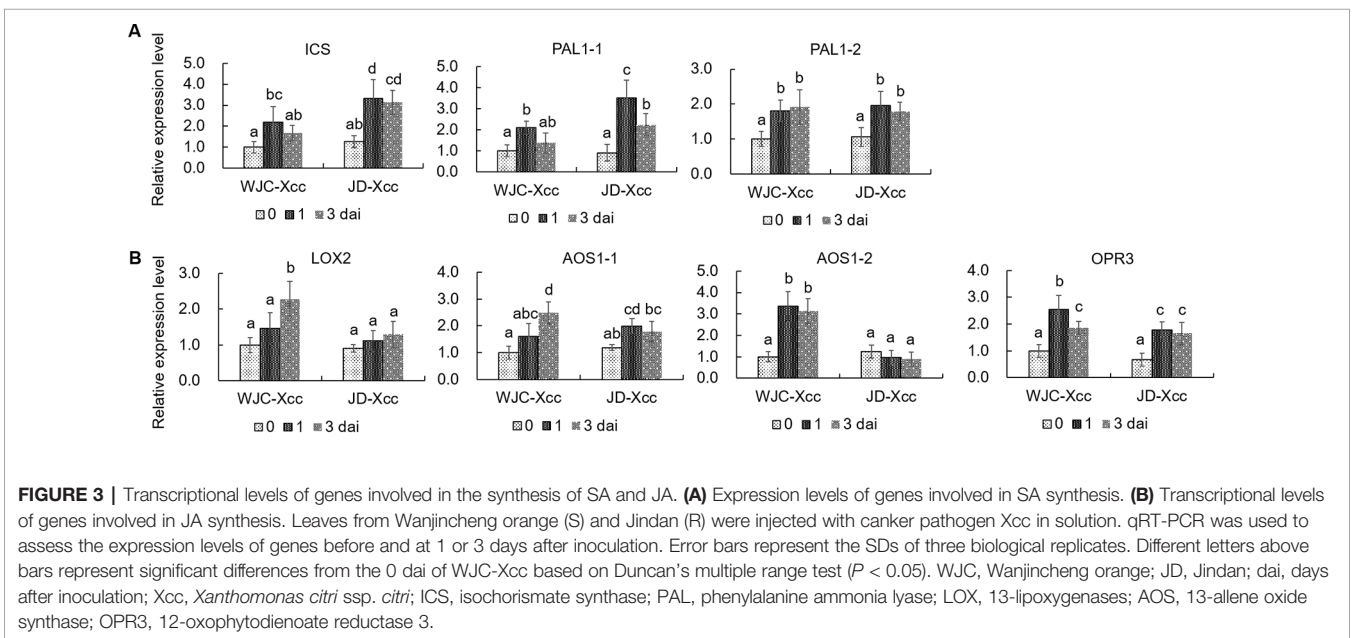 A
Relative expression level
ICS
5.0
4.0
3.0
2.0
1.0
0.0
a
bc
ab
ab
d
cd
WJC-Xcc JD-Xcc
0 1 3 dai
PAL1-1
5.0
4.0
3.0
2.0
1.0
0.0
a
b
ab
a
c
b
WJC-Xcc JD-Xcc
0 1 3 dai
PAL1-2
3.0
2.0
1.0
0.0
a
b
b
a
b
b
WJC-Xcc JD-Xcc
0 1 3 dai
B
Relative expression level
LOX2
3.0
2.0
1.0
0.0
a
a
b
a
a
a
WJC-Xcc JD-Xcc
0 1 3 dai
AOS1-1
4.0
3.0
2.0
1.0
0.0
a
abc
d
ab
cd
bc
WJC-Xcc JD-Xcc
0 1 3 dai
AOS1-2
5.0
4.0
3.0
2.0
1.0
0.0
a
b
b
a
a
a
WJC-Xcc JD-Xcc
0 1 3 dai
OPR3
4.0
3.0
2.0
1.0
0.0
a
b
c
a
c
c
WJC-Xcc JD-Xcc
0 1 3 dai
FIGURE 3 | Transcriptional levels of genes involved in the synthesis of SA and JA. (A) Expression levels of genes involved in SA synthesis. (B) Transcriptional levels
of genes involved in JA synthesis. Leaves from Wanjincheng orange (S) and Jindan (R) were injected with canker pathogen Xcc in solution. qRT-PCR was used to
assess the expression levels of genes before and at 1 or 3 days after inoculation. Error bars represent the SDs of three biological replicates. Different letters above
bars represent significant differences from the 0 dai of WJC-Xcc based on Duncan's multiple range test (P < 0.05). WJC, Wanjincheng orange; JD, Jindan; dai, days
after inoculation; Xcc, Xanthomonas citri ssp. citri; ICS, isochorismate synthase; PAL, phenylalanine ammonia lyase; LOX, 13-lipoxygenases; AOS, 13-allene oxide
synthase; OPR3, 12-oxophytodienoate reductase 3.